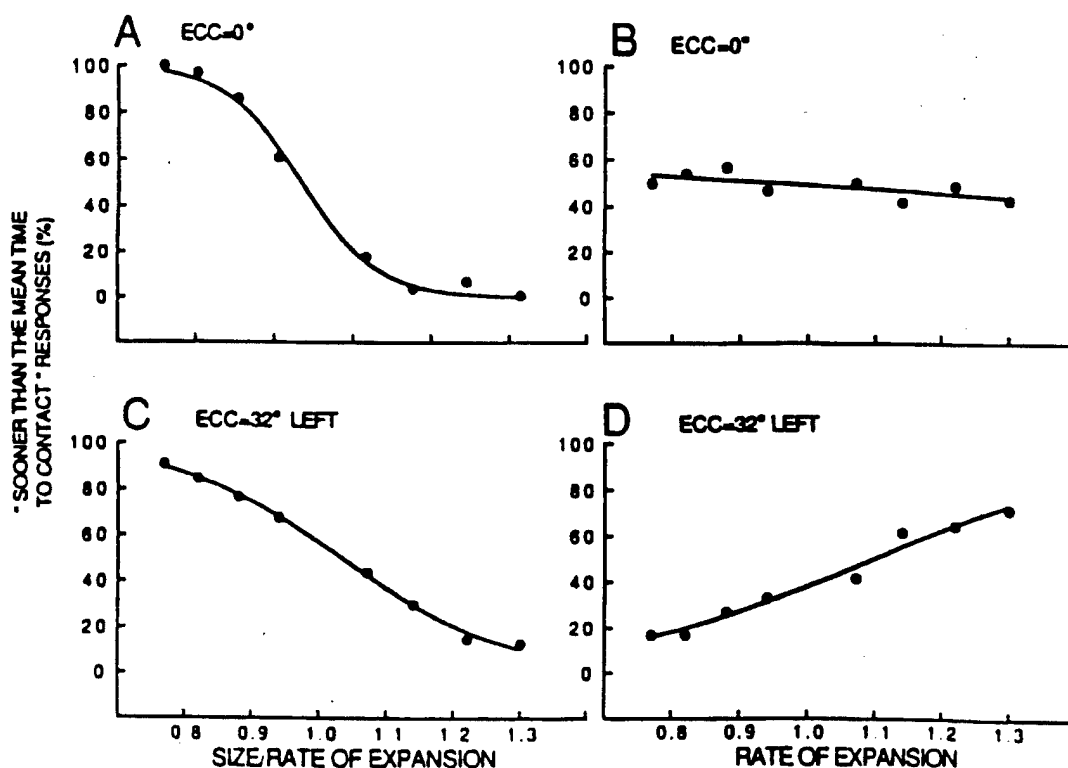 A ECC=0°
100
80
60
40
20
0
B ECC=0°
100
80
60
40
20
0
"SOONER THAN THE MEAN TIME
TO CONTACT" RESPONSES (%)
C ECC=32° LEFT
100
80
60
40
20
0
0.8 0.9 1.0 1.1 1.2 1.3
SIZE/RATE OF EXPANSION
D ECC=32° LEFT
100
80
60
40
20
0
0.8 0.9 1.0 1.1 1.2 1.3
RATE OF EXPANSION